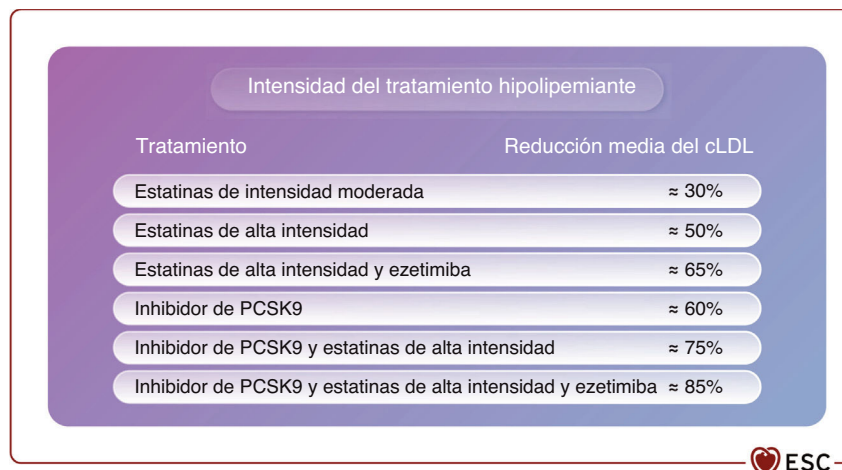 Intensidad del tratamiento hipolipemiante
Tratamiento Reducción media del cLDL
Estatinas de intensidad moderada ≈ 30%
Estatinas de alta intensidad ≈ 50%
Estatinas de alta intensidad y ezetimiba ≈ 65%
Inhibidor de PCSK9 ≈ 60%
Inhibidor de PCSK9 y estatinas de alta intensidad ≈ 75%
Inhibidor de PCSK9 y estatinas de alta intensidad y ezetimiba ≈ 85%
ESC